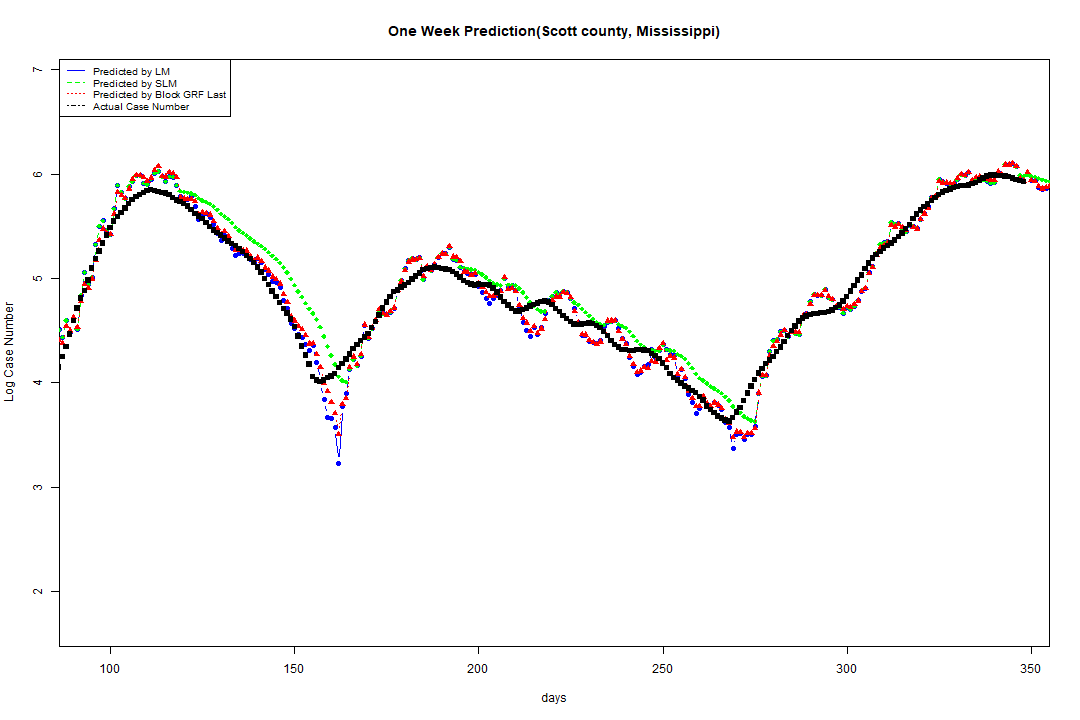 One Week Prediction(Scott county, Mississippi)
Predicted by LM
Predicted by SLM
Predicted by Block GRF Last
Actual Case Number
7
6
5
4
3
2
Log Case Number
100 150 200 250 300 350
days